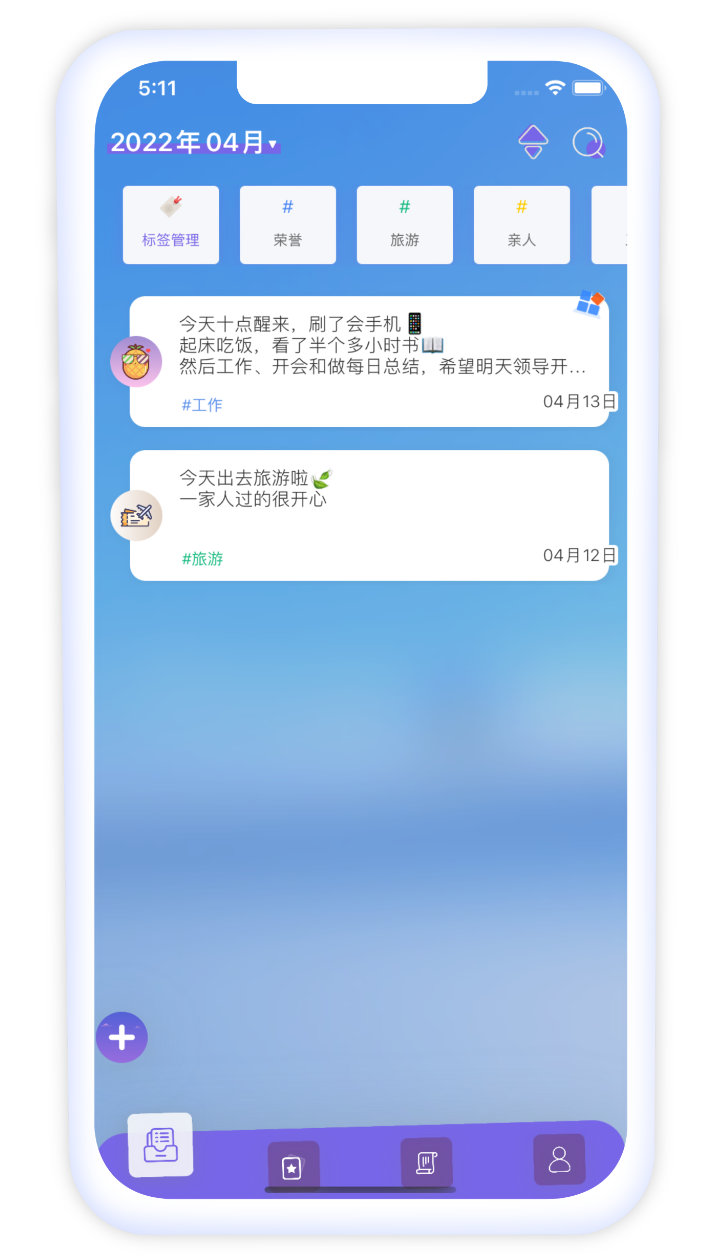 5:11
2022年 04月▾
标签管理
#
荣誉
#
旅游
#
亲人
今天十点醒来，刷了会手机📱
起床吃饭，看了半个多小时书📖
然后工作、开会和做每日总结，希望明天领导开...
#工作
04月13日
今天出去旅游啦🍃
一家人过的很开心
#旅游
04月12日